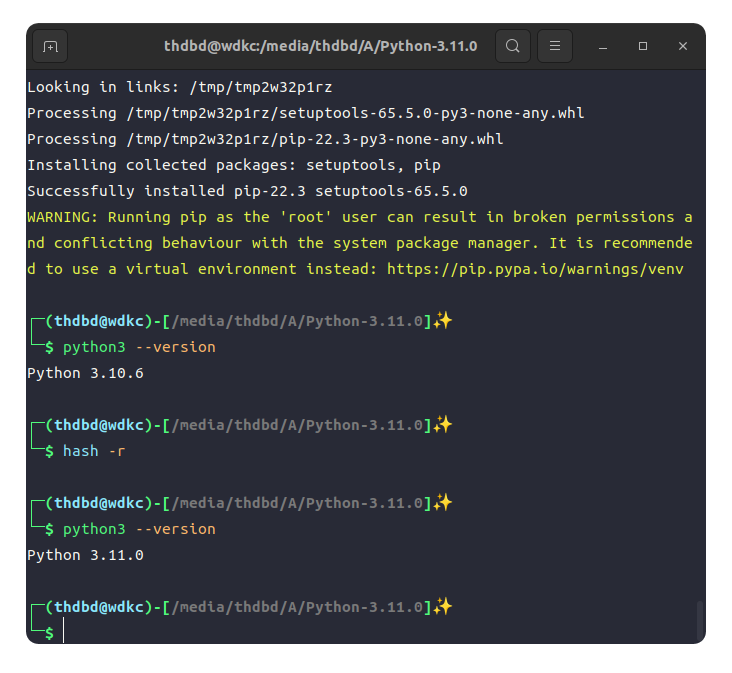 thdbd@wdkc:/media/thdbd/A/Python-3.11.0
Looking in links: /tmp/tmp2w32p1rz
Processing /tmp/tmp2w32p1rz/setuptools-65.5.0-py3-none-any.whl
Processing /tmp/tmp2w32p1rz/pip-22.3-py3-none-any.whl
Installing collected packages: setuptools, pip
Successfully installed pip-22.3 setuptools-65.5.0
WARNING: Running pip as the 'root' user can result in broken permissions a
nd conflicting behaviour with the system package manager. It is recommende
d to use a virtual environment instead: https://pip.pypa.io/warnings/venv
┌─(thdbd@wdkc)-[/media/thdbd/A/Python-3.11.0]✨
└─$ python3 --version
Python 3.10.6
┌─(thdbd@wdkc)-[/media/thdbd/A/Python-3.11.0]✨
└─$ hash -r
┌─(thdbd@wdkc)-[/media/thdbd/A/Python-3.11.0]✨
└─$ python3 --version
Python 3.11.0
┌─(thdbd@wdkc)-[/media/thdbd/A/Python-3.11.0]✨
└─$